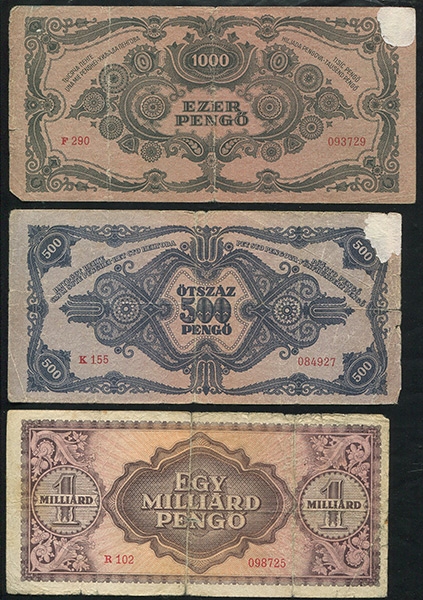 1000
EZER
PENGŐ
F 290
093729
500
500
ÖTSZÁZ
500
PENGŐ
K 155
084927
500
500
EGY
MILLIÁRD
PENGŐ
1
MILLIÁRD
1
MILLIÁRD
R 102
098725